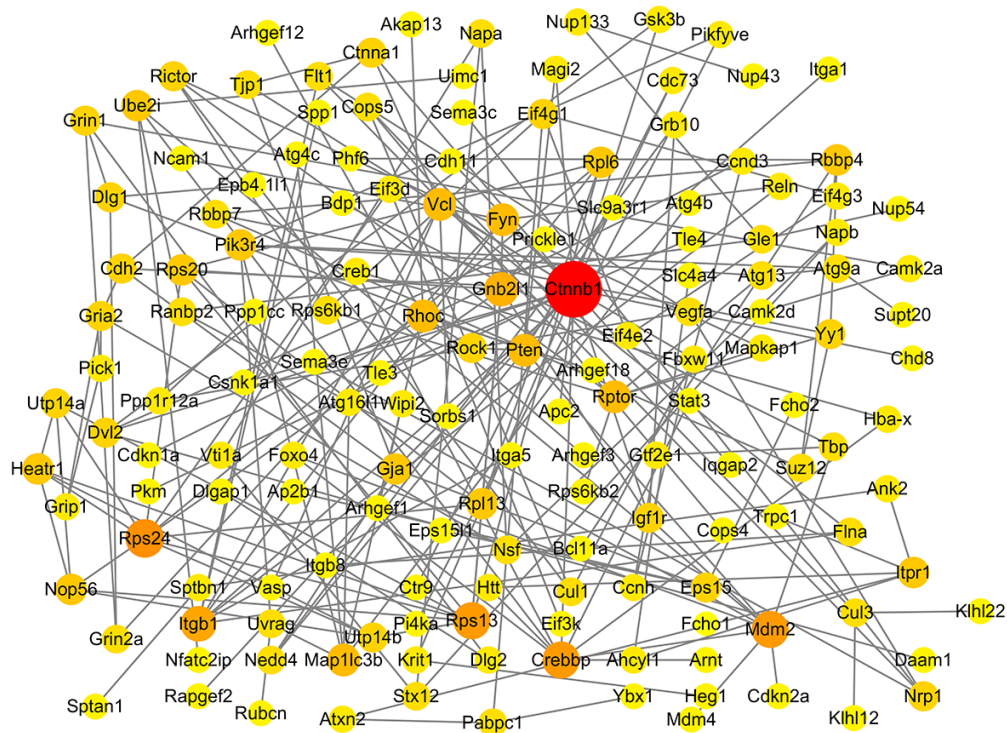 Nup133
Gsk3b
Akap13
Napa
Pikfyve
Arhgef12
Ctnna1
Magi2
Itga1
Rictor
Tjp1
Flt1
Uimc1
Cdc73
Nup43
Ube2i
Spp1
Cops5
Sema3c
Eif4g1
Grin1
Grb10
Ncam1
Atg4c
Phf6
Cdh11
Rpl6
Ccnd3
Rbbp4
Dlg1
Epb4.1l1
Eif3d
Reln
Eif4g3
Rbbp7
Bdp1
Vcl
Fyn
Slc9a3r1
Atg4b
Nup54
Pik3r4
Prickle1
Tle4
Gle1
Napb
Cdh2
Rps20
Creb1
Gnb2l1
Ctnnb1
Slc4a4
Atg13
Atg9a
Camk2a
Gria2
Ranbp2
Ppp1cc
Rps6kb1
Rhoc
Vegfa
Camk2d
Supt20
Eif4e2
Yy1
Pick1
Sema3e
Rock1
Pten
Fbxw11
Mapkap1
Chd8
Csnk1a1
Tle3
Arhgef18
Utp14a
Ppp1r12a
Atg16l1
Wipi2
Sorbs1
Apc2
Rptor
Stat3
Fcho2
Hba-x
Dvl2
Tbp
Heatr1
Cdkn1a
Vti1a
Foxo4
Gja1
Itga5
Arhgef3
Gtf2e1
Iqgap2
Suz12
Grip1
Pkm
Dlgap1
Ap2b1
Arhgef1
Rpl13
Rps6kb2
Igf1r
Ank2
Trpc1
Rps24
Eps15l1
Cops4
Flna
Nsf
Bcl11a
Itgb8
Itpr1
Nop56
Sptbn1
Vasp
Ctr9
Htt
Cul1
Ccnh
Eps15
Cul3
Klhl22
Grin2a
Itgb1
Uvrag
Utp14b
Pi4ka
Rps13
Eif3k
Fcho1
Mdm2
Nfatc2ip
Nedd4
Map1lc3b
Krit1
Dlg2
Crebbp
Ahcyl1
Arnt
Daam1
Rapgef2
Stx12
Ybx1
Heg1
Cdkn2a
Nrp1
Sptan1
Rubcn
Atxn2
Pabpc1
Mdm4
Klhl12